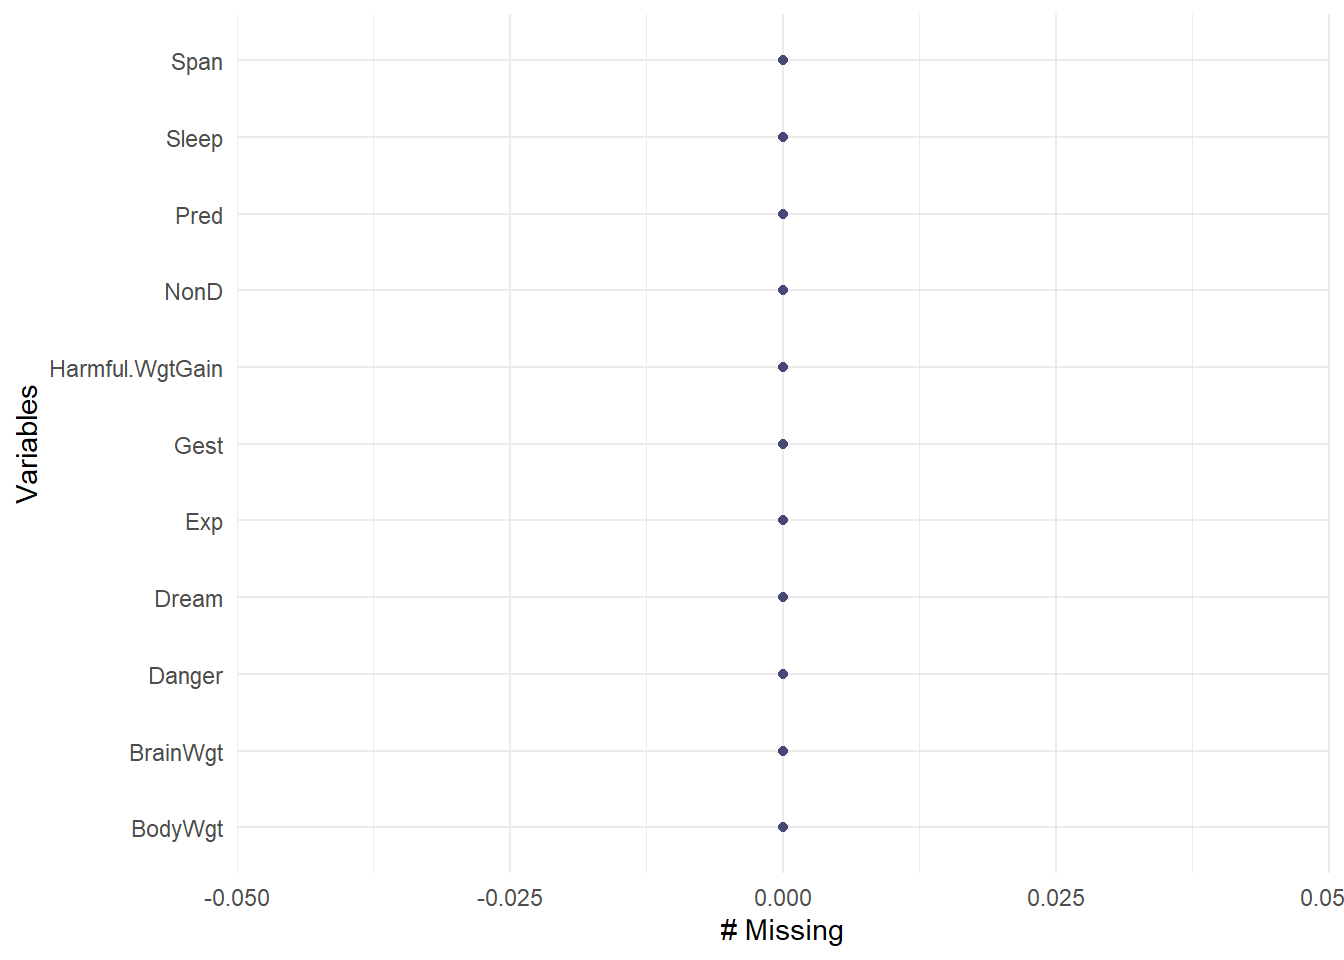 Span
Sleep
Pred
NonD
Harmful.WgtGain
Gest
Exp
Dream
Danger
BrainWgt
BodyWgt
Variables
-0.050 -0.025 0.000 0.025 0.05
# Missing